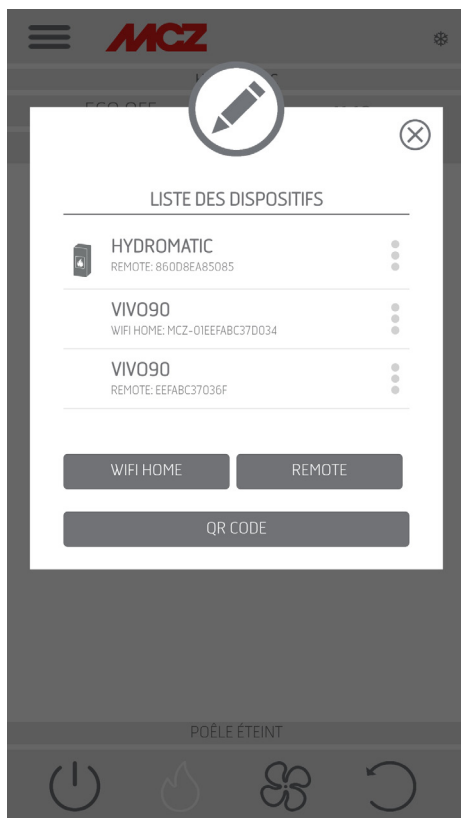 MCZ
LISTE DES DISPOSITIFS
HYDROMATIC
REMOTE: 860D8EA85085
VIVO90
WIFI HOME: MCZ-01EEFABC37D034
VIVO90
REMOTE: EEFABC37036F
WIFI HOME
REMOTE
QR CODE
POÊLE ÉTEINT